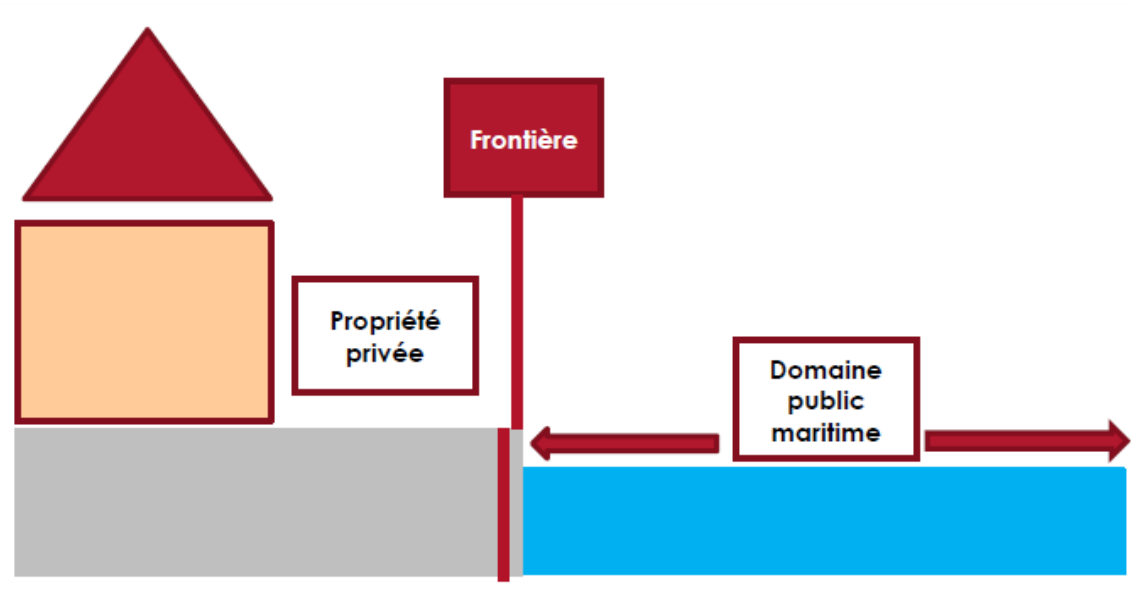 Frontière
Propriété
privée
Domaine
public
maritime